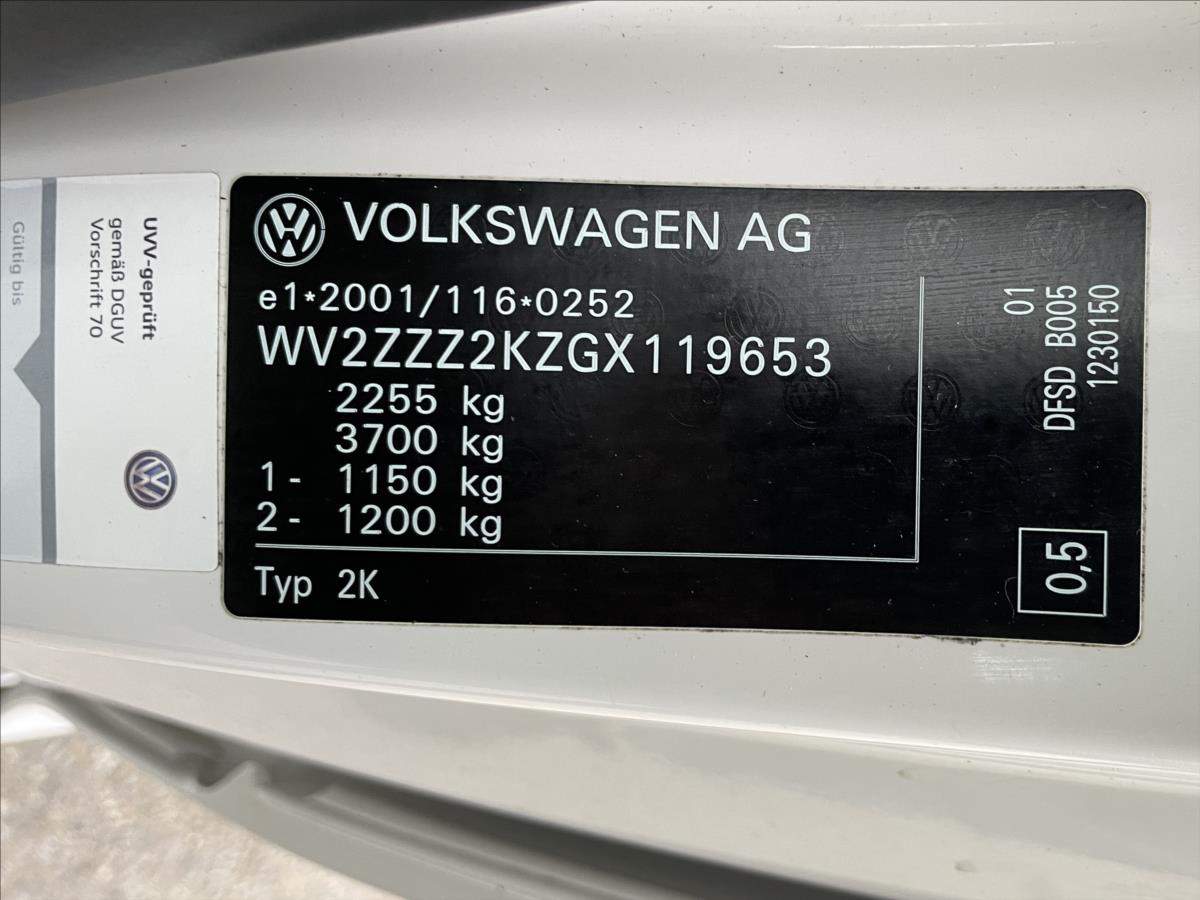 VOLKSWAGEN AG
e1*2001/116*0252
WV2ZZZ2KZGX119653
2255 kg
3700 kg
1 - 1150 kg
2 - 1200 kg
Typ 2K
01
DFSD B005
1230150
0,5
UVV-geprüft
gemäß DGUV
Vorschrift 70
Gültig bis